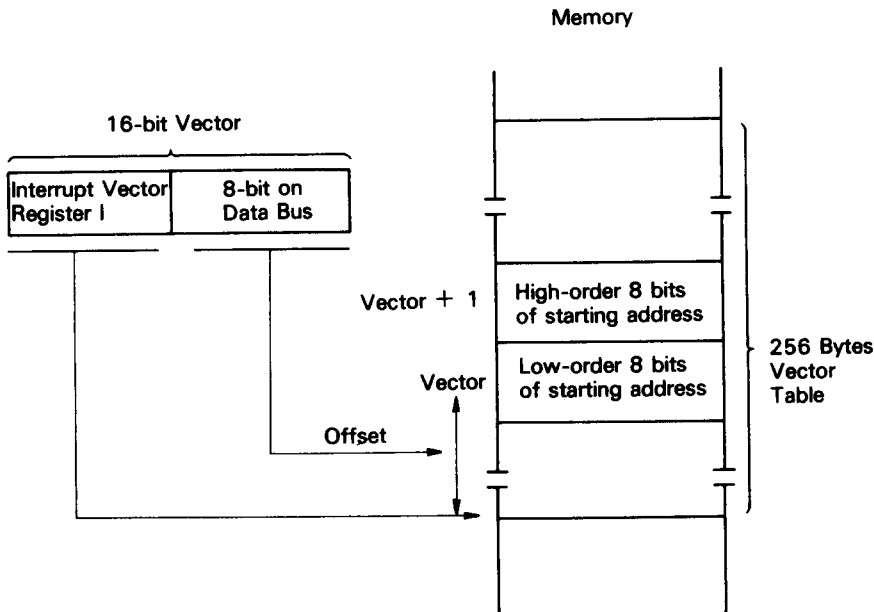 Memory
16-bit Vector
Interrupt Vector
Register I
8-bit on
Data Bus
Vector + 1
High-order 8 bits
of starting address
Vector
Low-order 8 bits
of starting address
256 Bytes
Vector
Table
Offset